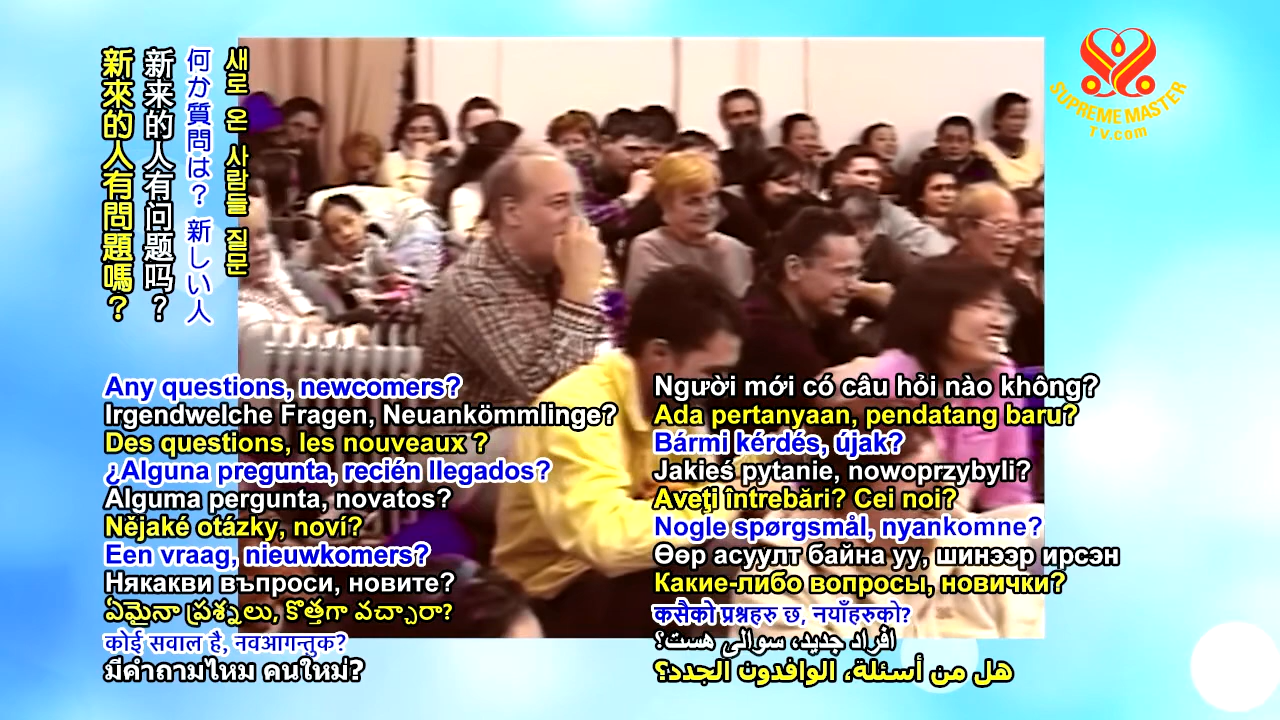 新來的人有問題嗎？
新来的人有问题吗？
何か質問は？ 新しい人
새로 온 사람들 질문
SUPREME MASTER
TV.com
Any questions, newcomers?
Irgendwelche Fragen, Neuankömmlinge?
Des questions, les nouveaux ?
¿Alguna pregunta, recién llegados?
Alguma pergunta, novatos?
Nějaké otázky, noví?
Een vraag, nieuwkomers?
Някакви въпроси, новите?
ఏమైనా ప్రశ్నలు, కొత్తగా వచ్చారా?
कोई सवाल है, नवआगन्तुक?
มีคำถามไหม คนใหม่?
Người mới có câu hỏi nào không?
Ada pertanyaan, pendatang baru?
Bármi kérdés, újak?
Jakieś pytanie, nowoprzybyli?
Aveţi întrebări? Cei noi?
Nogle spørgsmål, nyankomne?
Өөр асуулт байна уу, шинээр ирсэн
Какие-либо вопросы, новички?
कसैको प्रश्नहरु छ, नयाँहरुको?
افراد جدید، سوالی هست؟
هل من أسئلة، الوافدون الجدد؟